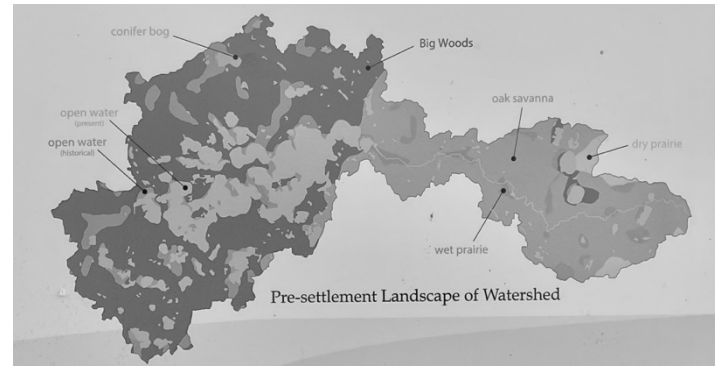 conifer bog
Big Woods
open water
(present)
open water
(historical)
oak savanna
dry prairie
wet prairie
Pre-settlement Landscape of Watershed